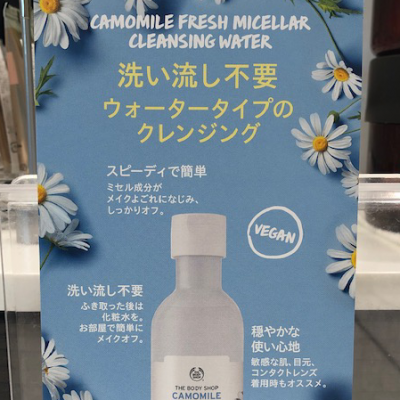 CAMOMILE FRESH MICELLAR
CLEANSING WATER
洗い流し不要
ウォータータイプの
クレンジング
スピーディで簡単
ミセル成分が
メイクよごれになじみ、
しっかりオフ。
VEGAN
洗い流し不要
ふき取った後は
化粧水を。
お部屋で簡単に
メイクオフ。
穏やかな
使い心地
敏感な肌、目元、
コンタクトレンズ
着用時もオススメ。
THE BODY SHOP
CAMOMILE